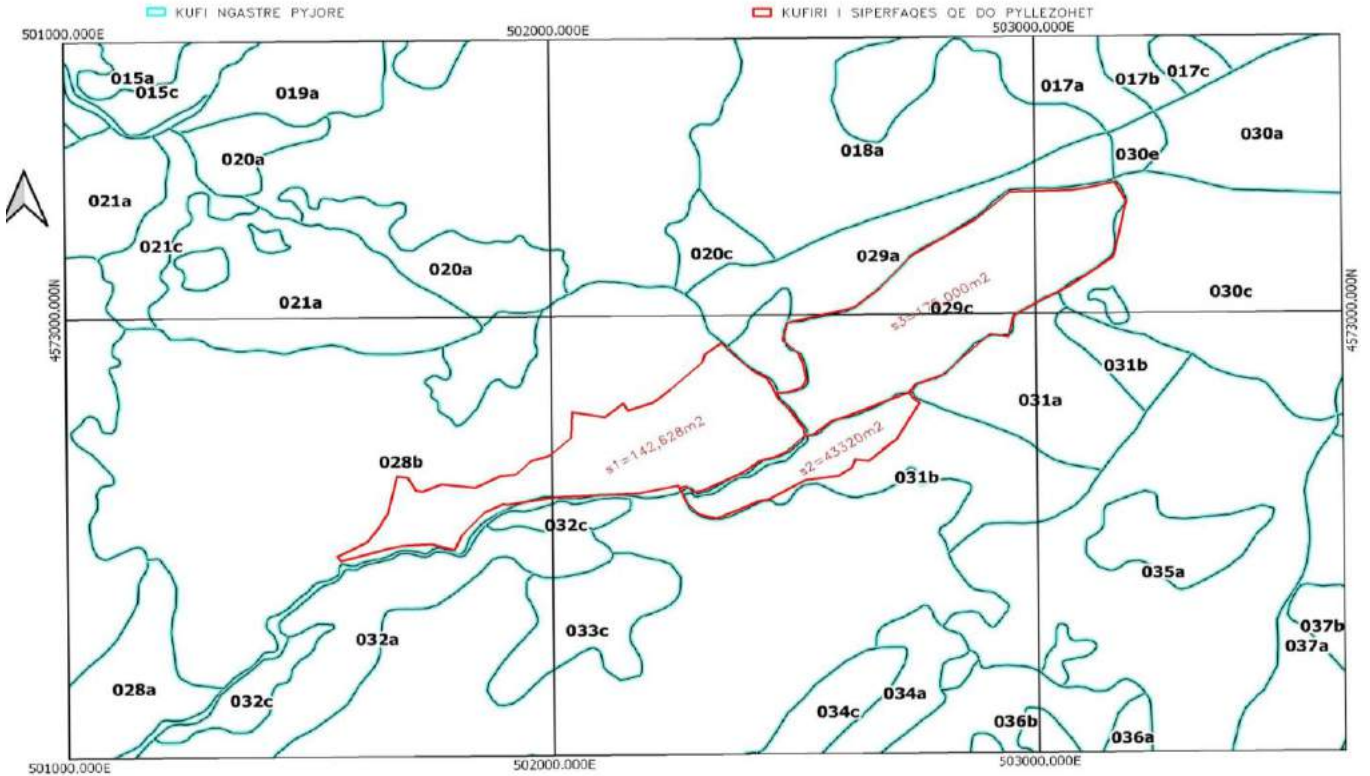 KUFI NGASTRE PYJORE
KUFIRI I SIPERFAQES QE DO PYLLEZOHET
501000.000E
502000.000E
503000.000E
015a
015c
019a
017a
017b
017c
030a
018a
030e
020a
021a
021c
020c
029a
020a
021a
030c
029c
4573000.000N
4573000.000N
031b
031a
s1=142,628m2
s2=43320m2
028b
031b
032c
035a
033c
032a
037b
037a
028a
032c
034a
034c
036b
036a
501000.000E
502000.000E
503000.000E